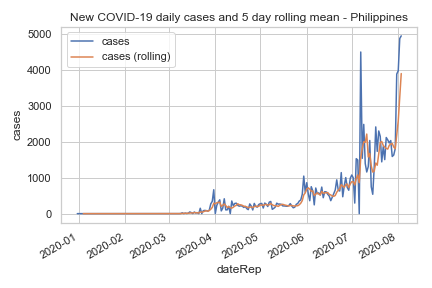 New COVID-19 daily cases and 5 day rolling mean - Philippines
cases
cases (rolling)
5000
4000
3000
2000
1000
0
cases
2020-01
2020-02
2020-03
2020-04
2020-05
2020-06
2020-07
2020-08
dateRep